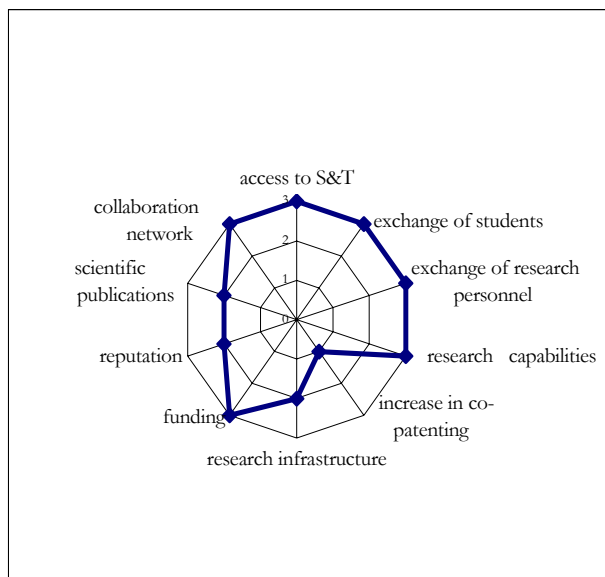 access to S&T
collaboration
network
3
exchange of students
2
scientific
publications
exchange of research
personnel
1
0
reputation
research capabilities
increase in co-
patenting
funding
research infrastructure